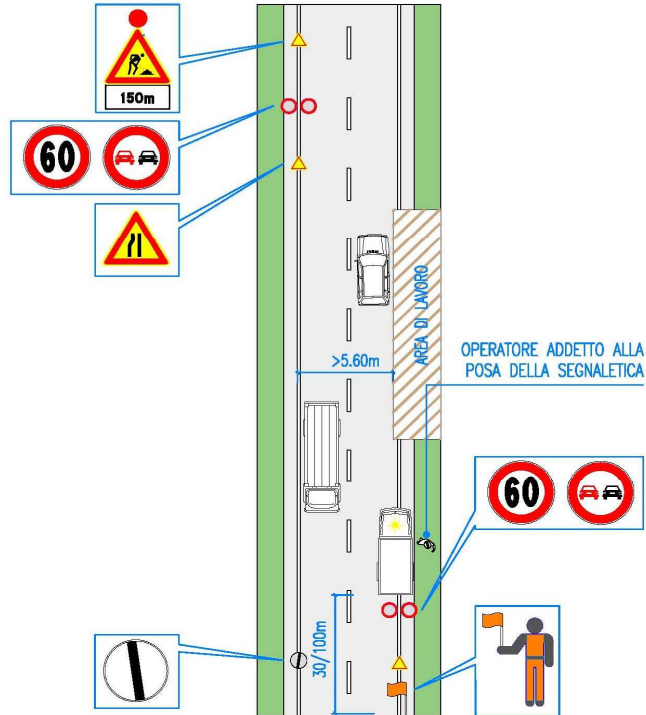 150m
60
>5.60m
AREA DI LAVORO
OPERATORE ADDETTO ALLA
POSA DELLA SEGNALETICA
60
30/100m